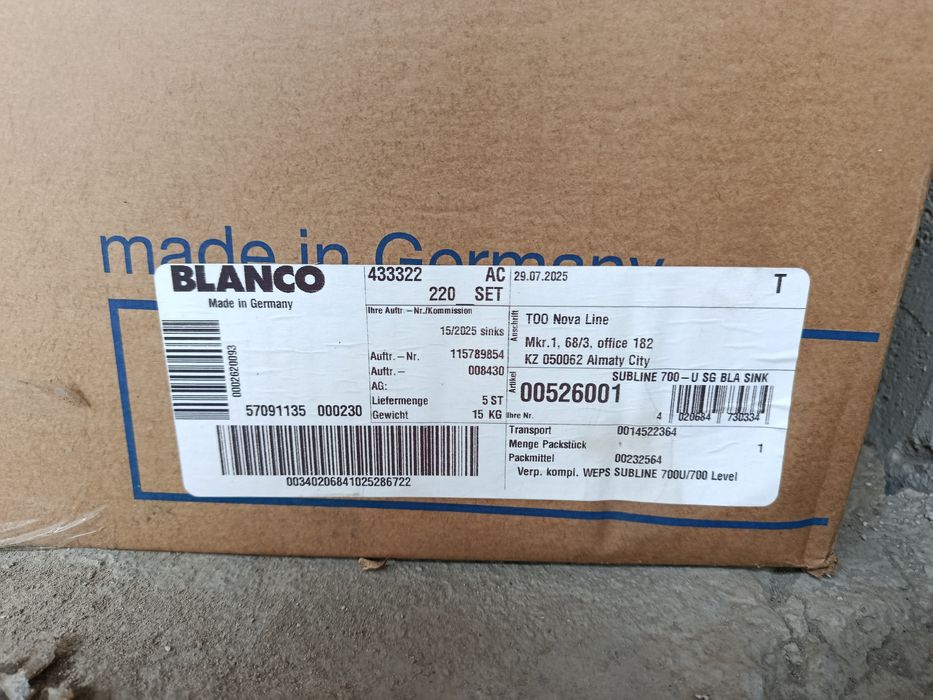 made in Germany
BLANCO
Made in Germany
0002620093
57091135 000230
00340206841025286722
433322 AC
220 _SET
Ihre Auftr.-Nr./Kommission
15/2025 sinks
Auftr.-Nr. 115789854
Auftr.- 008430
AG:
Liefermenge 5 ST
Gewicht 15 KG
29.07.2025 T
Anschrift
TOO Nova Line
Mkr.1, 68/3, office 182
KZ 050062 Almaty City
Artikel
SUBLINE 700-U SG BLA SINK
00526001
Ihre Nr. 4 020684 730334
Transport 0014522364
Menge Packstück 1
Packmittel 00232564
Verp. kompl. WEPS SUBLINE 700U/700 Level